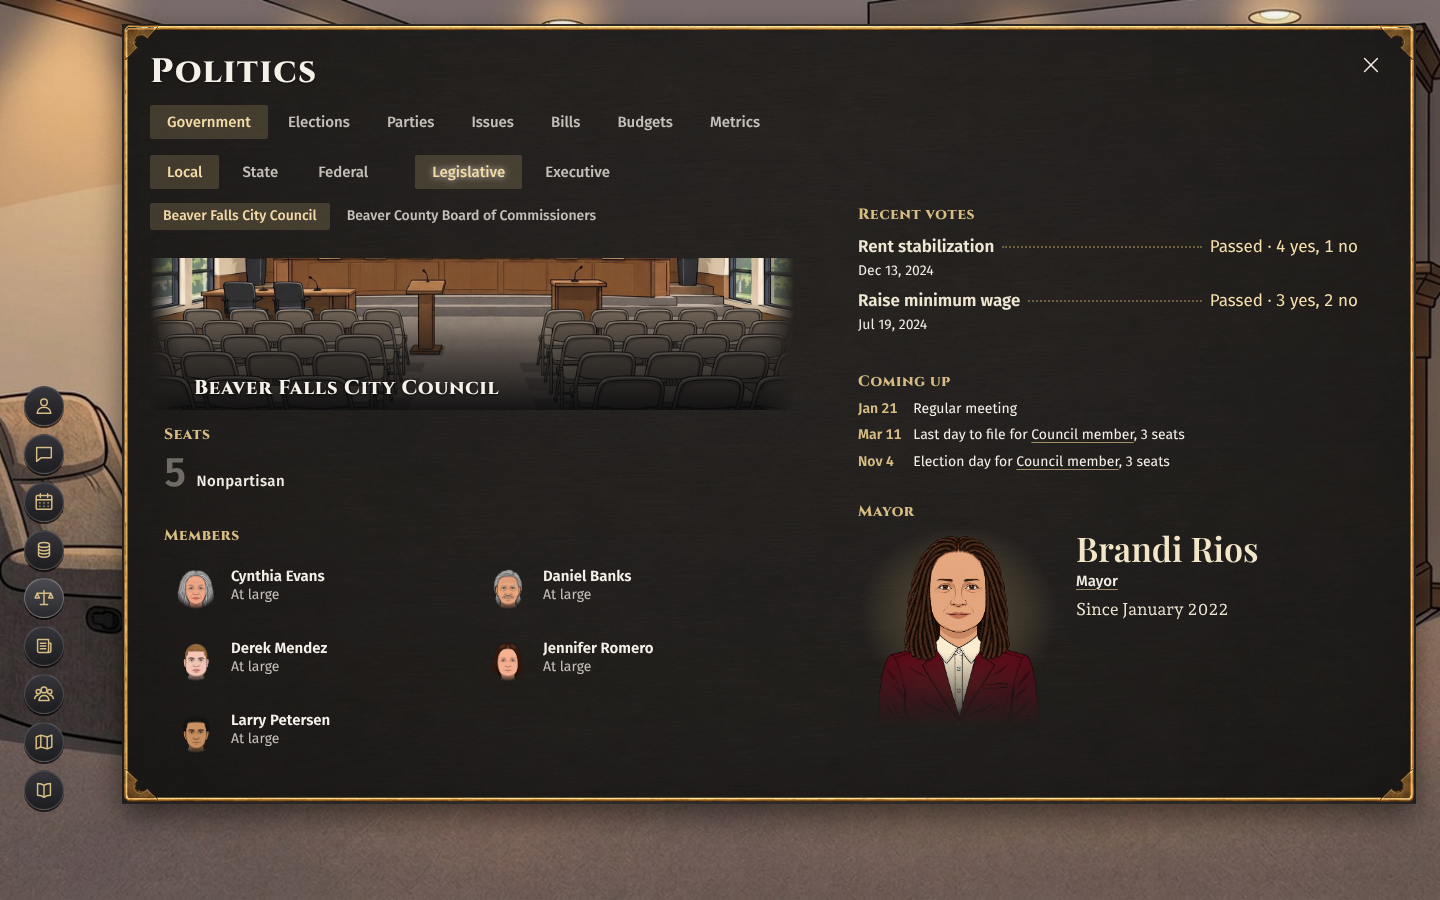 Politics
Government Elections Parties Issues Bills Budgets Metrics
Local State Federal Legislative Executive
Beaver Falls City Council Beaver County Board of Commissioners
Beaver Falls City Council
Seats
5 Nonpartisan
Members
Cynthia Evans
At large
Daniel Banks
At large
Derek Mendez
At large
Jennifer Romero
At large
Larry Petersen
At large
Recent votes
Rent stabilization Passed · 4 yes, 1 no
Dec 13, 2024
Raise minimum wage Passed · 3 yes, 2 no
Jul 19, 2024
Coming up
Jan 21 Regular meeting
Mar 11 Last day to file for Council member, 3 seats
Nov 4 Election day for Council member, 3 seats
Mayor
Brandi Rios
Mayor
Since January 2022